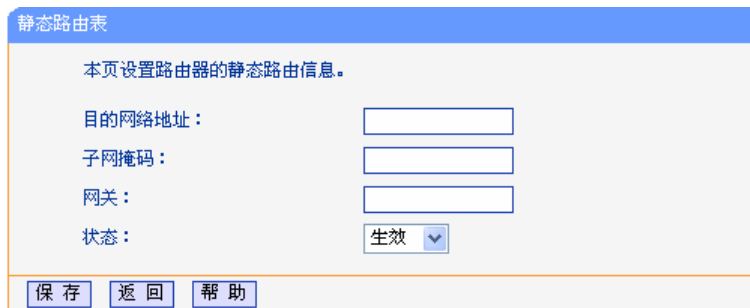 静态路由表
本页设置路由器的静态路由信息。
目的网络地址：
子网掩码：
网关：
状态： 生效
保 存 返 回 帮 助